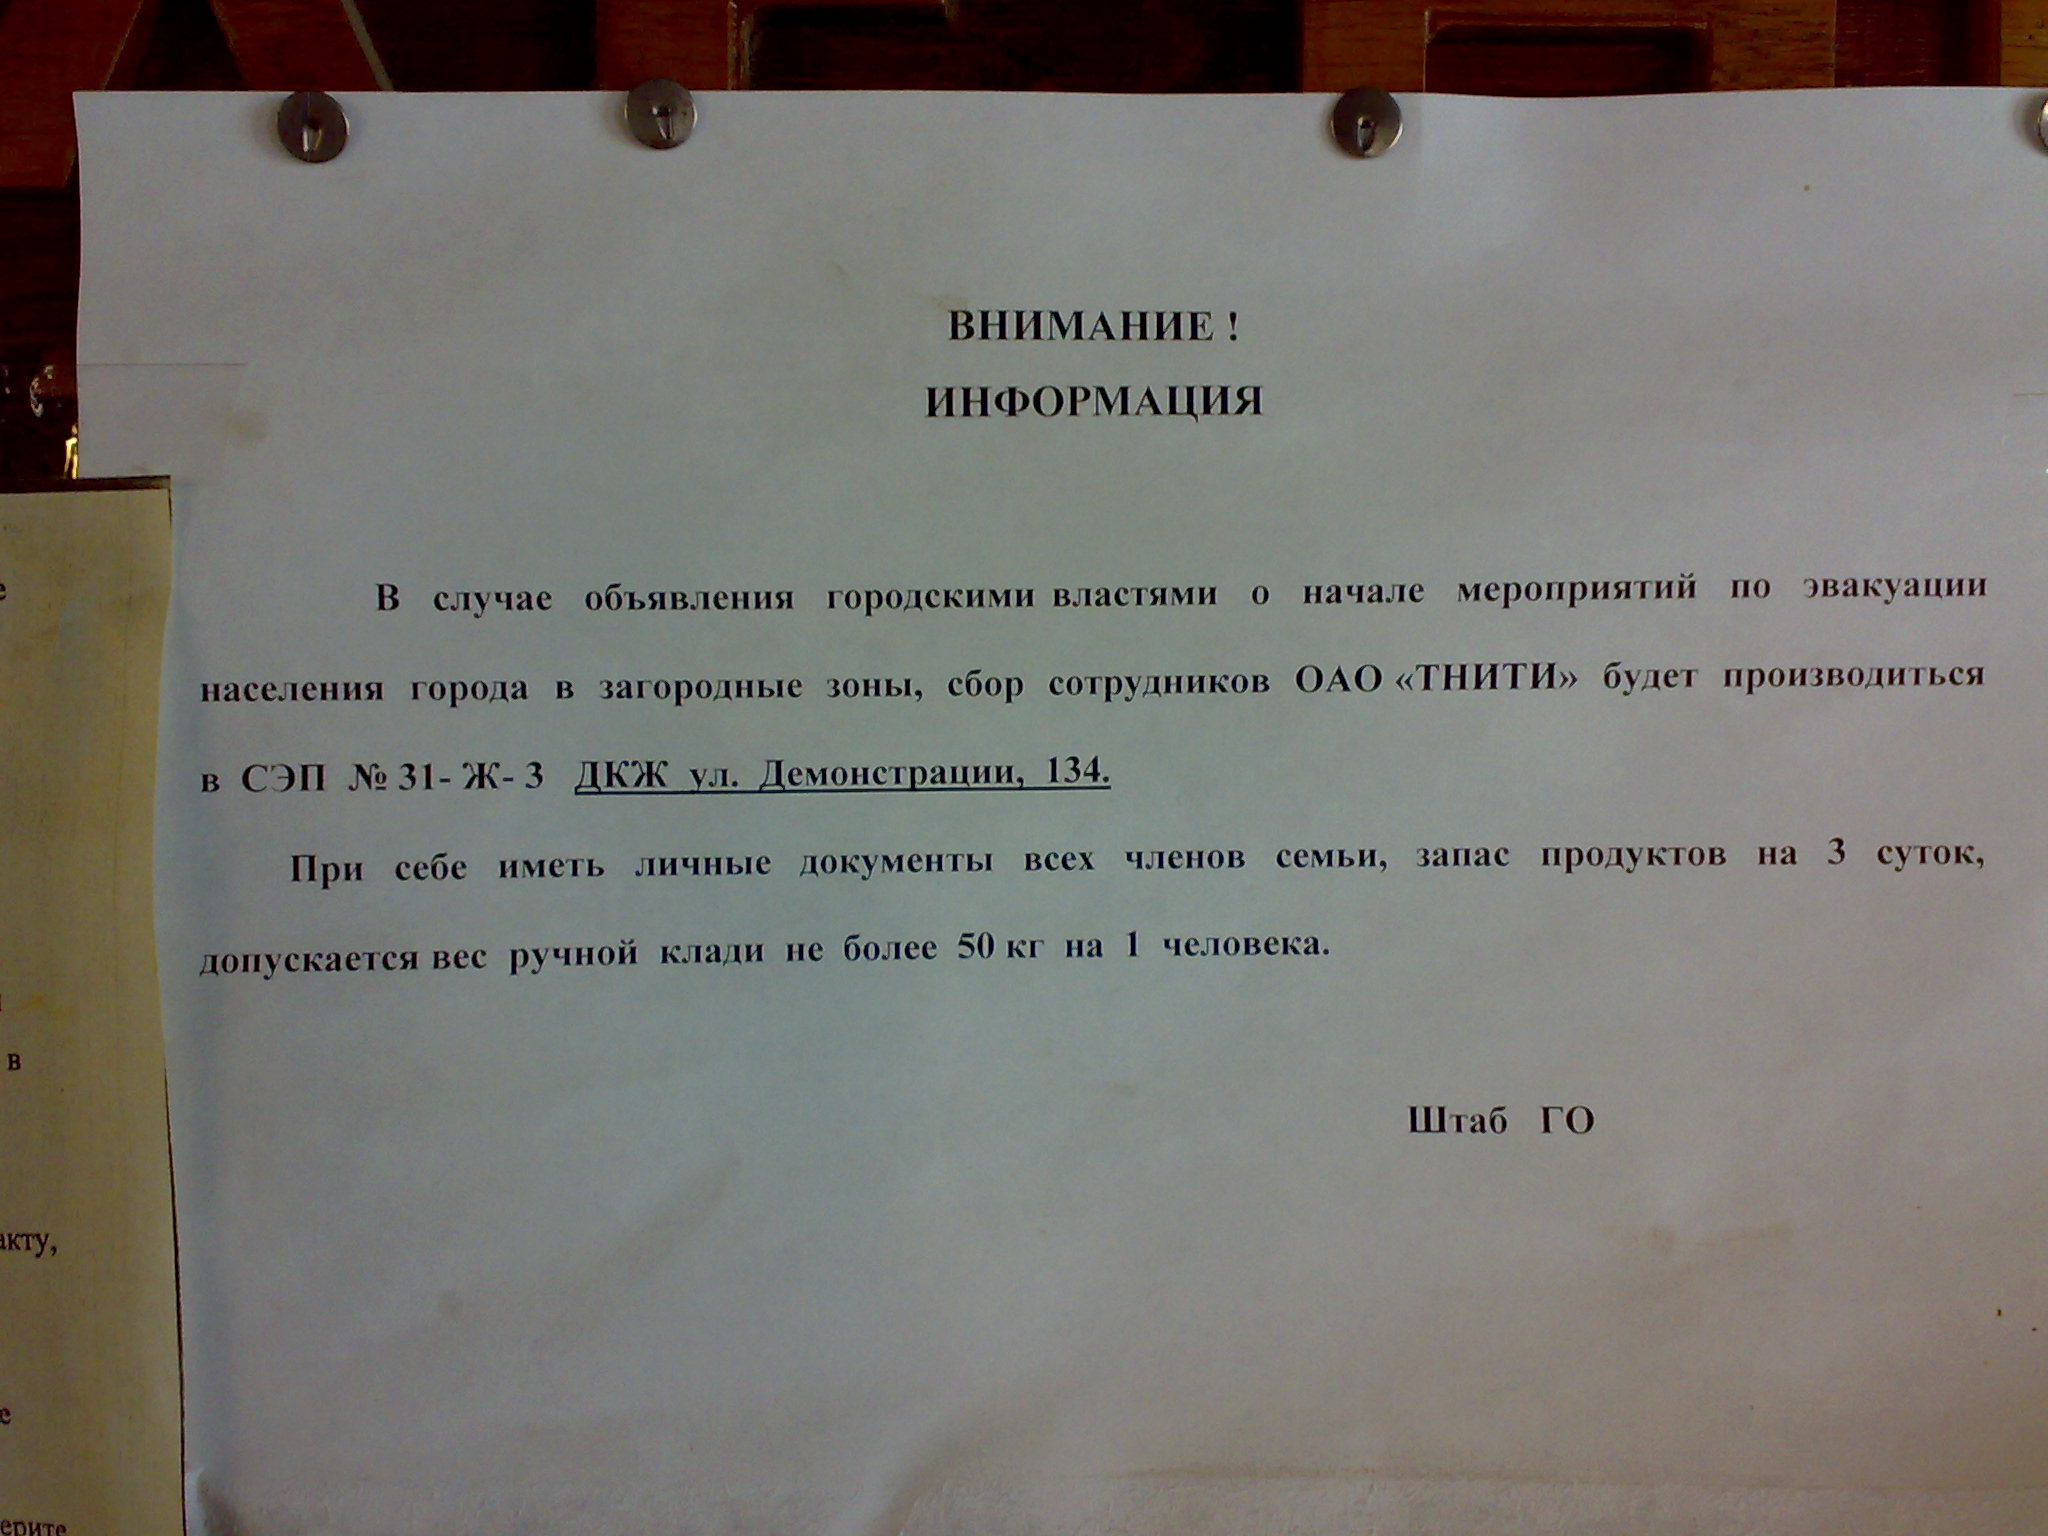 ВНИМАНИЕ !
ИНФОРМАЦИЯ
В случае объявления городскими властями о начале мероприятий по эвакуации
населения города в загородные зоны, сбор сотрудников ОАО «ТНИТИ» будет производиться
в СЭП № 31- Ж- 3 ДКЖ ул. Демонстрации, 134.
При себе иметь личные документы всех членов семьи, запас продуктов на 3 суток,
допускается вес ручной клади не более 50 кг на 1 человека.
Штаб ГО
в
акту,
ерите